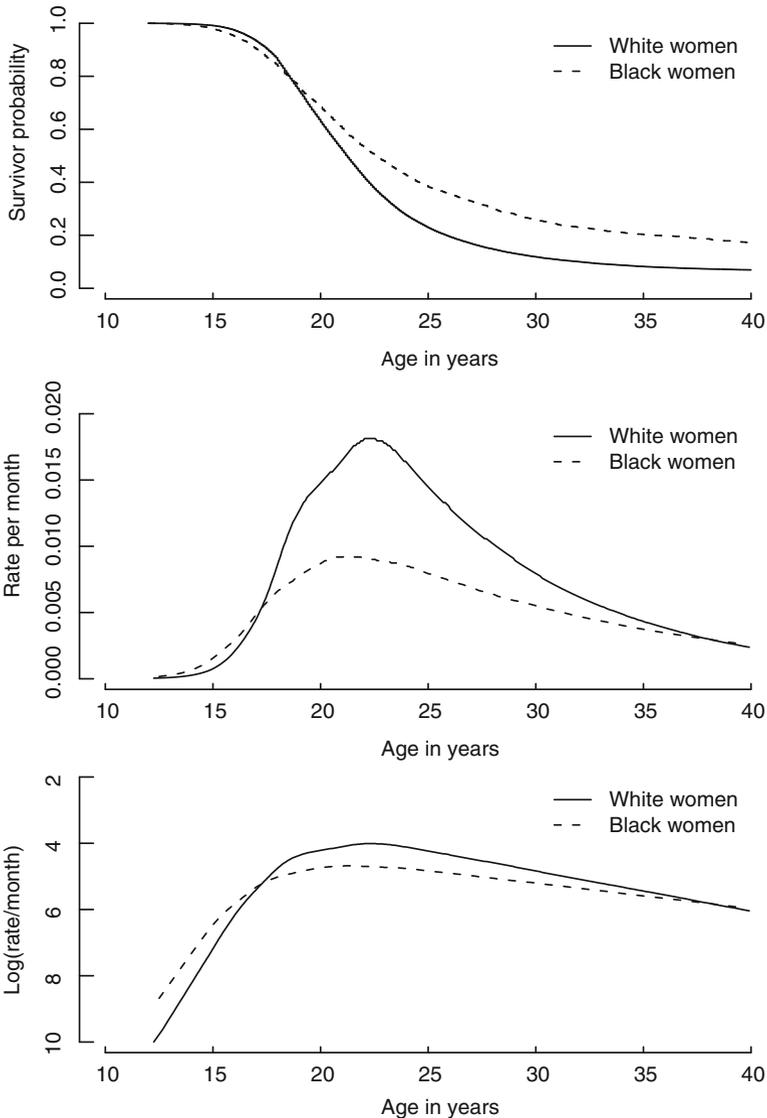 Survivor probability
1.0
0.8
0.6
0.4
0.2
0.0
White women
Black women
10 15 20 25 30 35 40
Age in years
Rate per month
0.020
0.015
0.010
0.005
0.000
White women
Black women
10 15 20 25 30 35 40
Age in years
Log(rate/month)
2
4
6
8
10
White women
Black women
10 15 20 25 30 35 40
Age in years